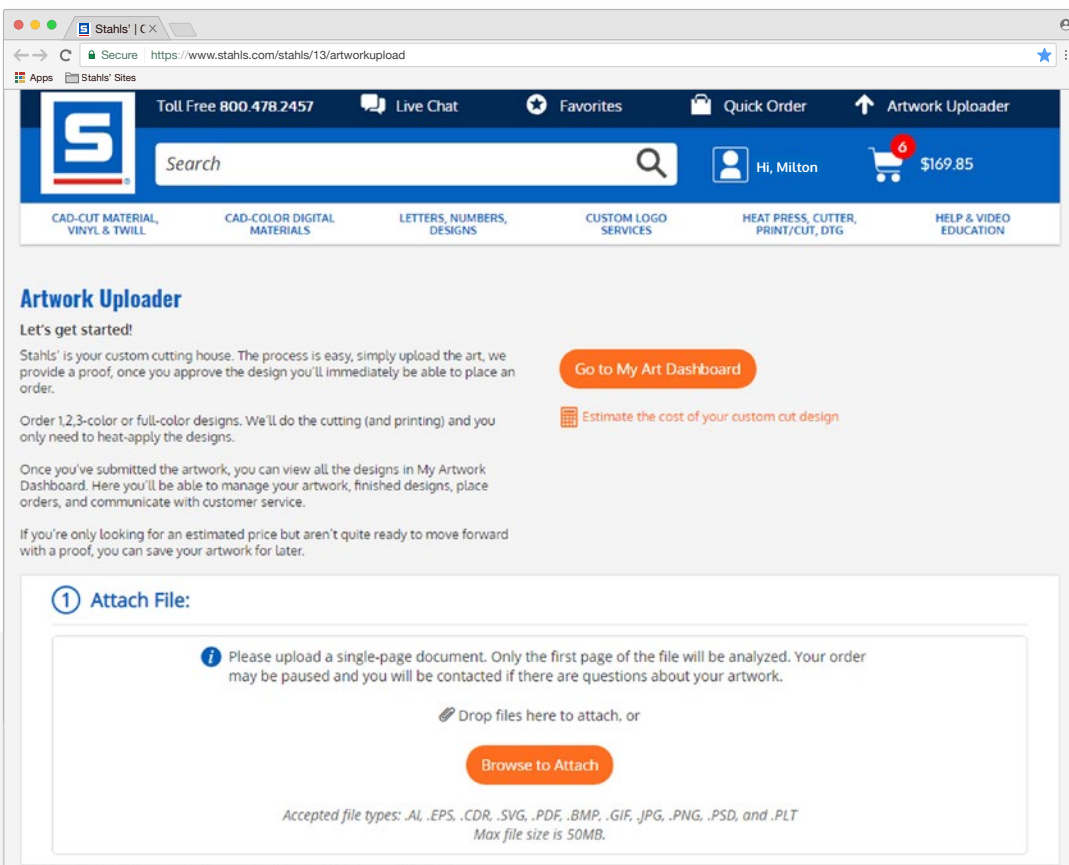 Stahls' | C
Secure https://www.stahls.com/stahls/13/artworkupload
Apps Stahls' Sites
Toll Free 800.478.2457 Live Chat Favorites Quick Order Artwork Uploader
S
Search Hi, Milton 6 $169.85
CAD-CUT MATERIAL,
VINYL & TWILL
CAD-COLOR DIGITAL
MATERIALS
LETTERS, NUMBERS,
DESIGNS
CUSTOM LOGO
SERVICES
HEAT PRESS, CUTTER,
PRINT/CUT, DTG
HELP & VIDEO
EDUCATION
Artwork Uploader
Let's get started!
Stahls' is your custom cutting house. The process is easy, simply upload the art, we
provide a proof, once you approve the design you'll immediately be able to place an
order.
Order 1,2,3-color or full-color designs. We'll do the cutting (and printing) and you
only need to heat-apply the designs.
Once you've submitted the artwork, you can view all the designs in My Artwork
Dashboard. Here you'll be able to manage your artwork, finished designs, place
orders, and communicate with customer service.
If you're only looking for an estimated price but aren't quite ready to move forward
with a proof, you can save your artwork for later.
Go to My Art Dashboard
Estimate the cost of your custom cut design
1 Attach File:
Please upload a single-page document. Only the first page of the file will be analyzed. Your order
may be paused and you will be contacted if there are questions about your artwork.
Drop files here to attach, or
Browse to Attach
Accepted file types: .AI, .EPS, .CDR, .SVG, .PDF, .BMP, .GIF, .JPG, .PNG, .PSD, and .PLT
Max file size is 50MB.